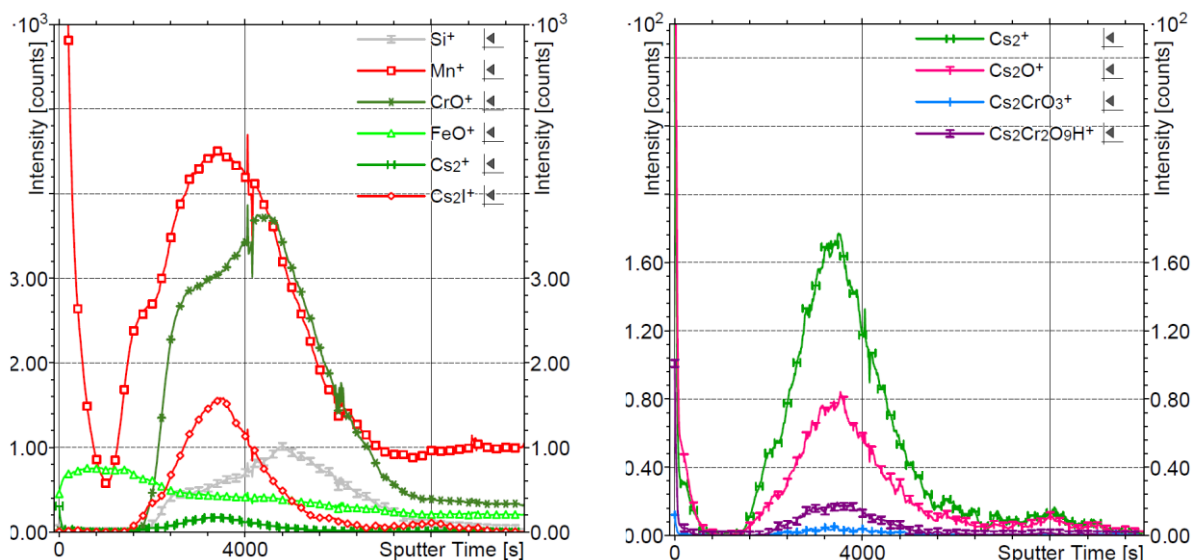 ·10³
·10³
Intensity [counts]
Intensity [counts]
Si⁺
Mn⁺
CrO⁺
FeO⁺
Cs₂⁺
Cs₂I⁺
3.00
3.00
2.00
2.00
1.00
1.00
0.00
0.00
0
4000
Sputter Time [s]
·10²
·10²
Intensity [counts]
Intensity [counts]
Cs₂⁺
Cs₂O⁺
Cs₂CrO₃⁺
Cs₂Cr₂O₉H⁺
1.60
1.60
1.20
1.20
0.80
0.80
0.40
0.40
0.00
0.00
0
4000
Sputter Time [s]